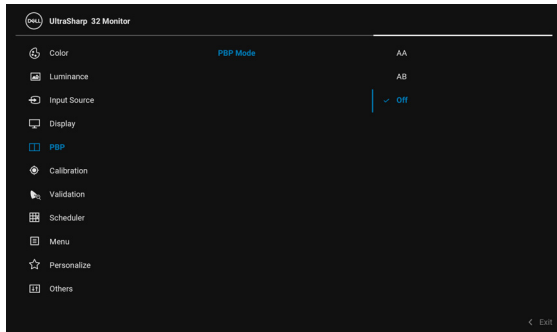 DELL UltraSharp 32 Monitor
Color PBP Mode AA
Luminance AB
Input Source Off
Display
PBP
Calibration
Validation
Scheduler
Menu
Personalize
Others
Exit